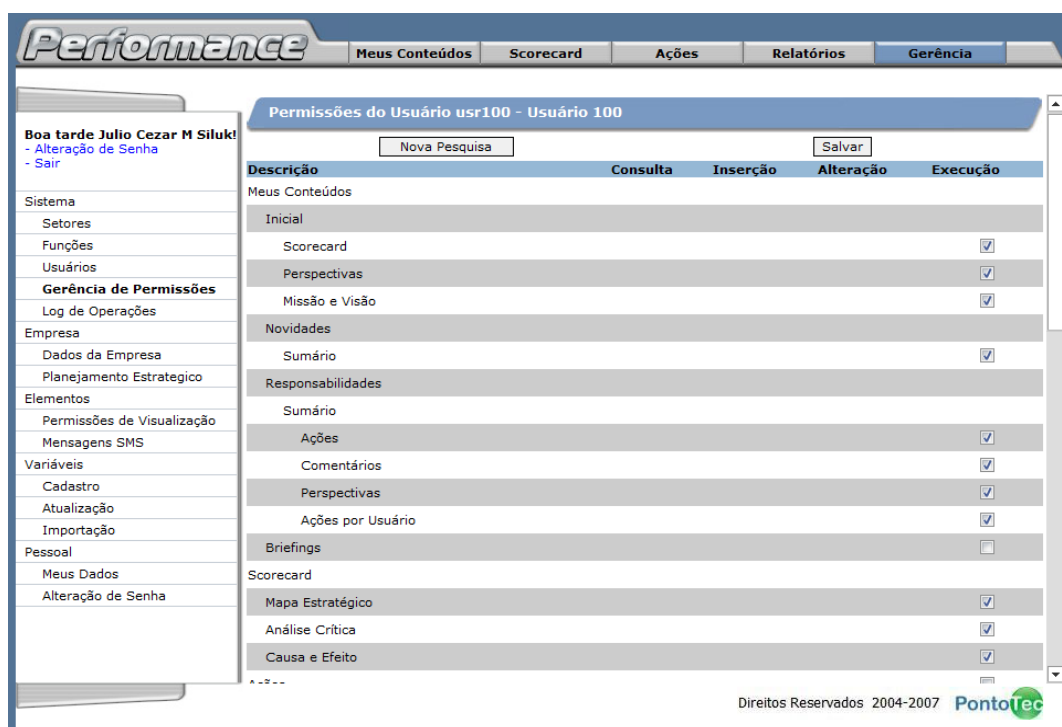 Performance
Meus Conteúdos Scorecard Ações Relatórios Gerência
Boa tarde Julio Cezar M Siluk!
- Alteração de Senha
- Sair
Sistema
Setores
Funções
Usuários
Gerência de Permissões
Log de Operações
Empresa
Dados da Empresa
Planejamento Estrategico
Elementos
Permissões de Visualização
Mensagens SMS
Variáveis
Cadastro
Atualização
Importação
Pessoal
Meus Dados
Alteração de Senha
Permissões do Usuário usr100 - Usuário 100
Nova Pesquisa Salvar
Descrição Consulta Inserção Alteração Execução
Meus Conteúdos
Inicial
Scorecard
Perspectivas
Missão e Visão
Novidades
Sumário
Responsabilidades
Sumário
Ações
Comentários
Perspectivas
Ações por Usuário
Briefings
Scorecard
Mapa Estratégico
Análise Crítica
Causa e Efeito
Ações
Direitos Reservados 2004-2007 PontoTec